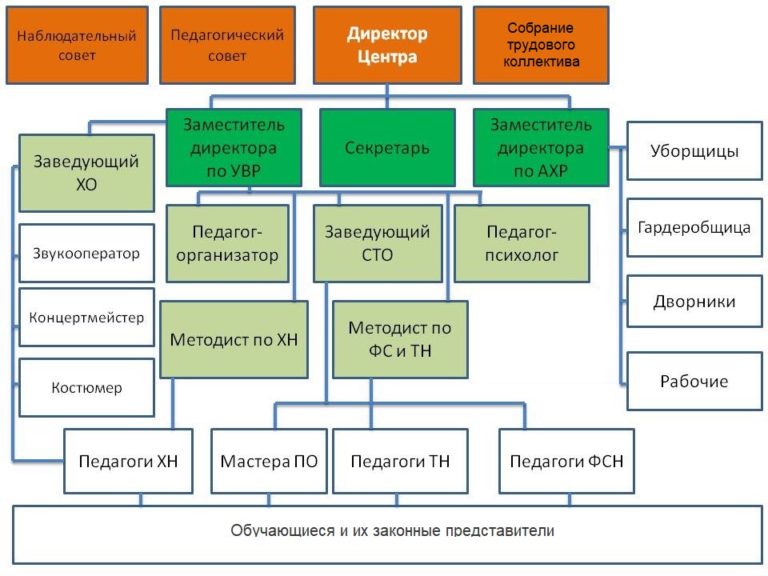 Наблюдательный
совет
Педагогический
совет
Директор
Центра
Собрание
трудового
коллектива
Заведующий
ХО
Заместитель
директора
по УВР
Секретарь
Заместитель
директора
по АХР
Уборщицы
Звукооператор
Педагог-
организатор
Заведующий
СТО
Педагог-
психолог
Гардеробщица
Концертмейстер
Методист по ХН
Методист по
ФС и ТН
Дворники
Костюмер
Рабочие
Педагоги ХН
Мастера ПО
Педагоги ТН
Педагоги ФСН
Обучающиеся и их законные представители